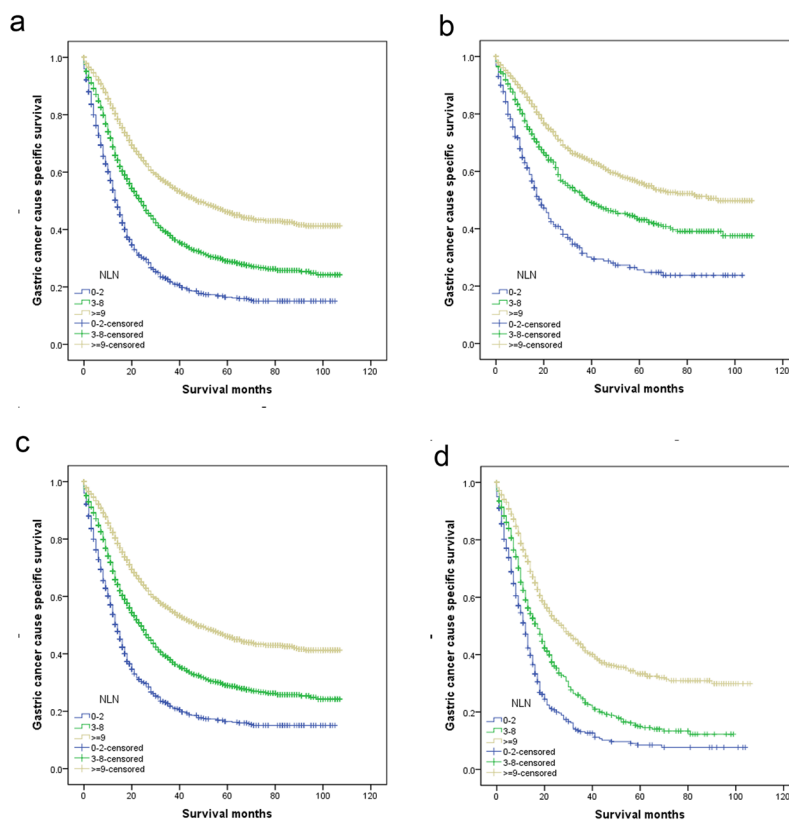 a
Gastric cancer cause specific survival
1.0
0.8
0.6
0.4
0.2
0.0
NLN
0-2
3-8
>=9
0-2-censored
3-8-censored
>=9-censored
0 20 40 60 80 100 120
Survival months
b
Gastric cancer cause specific survival
1.0
0.8
0.6
0.4
0.2
0.0
NLN
0-2
3-8
>=9
0-2-censored
3-8-censored
>=9-censored
0 20 40 60 80 100 120
Survival months
c
Gastric cancer cause specific survival
1.0
0.8
0.6
0.4
0.2
0.0
NLN
0-2
3-8
>=9
0-2-censored
3-8-censored
>=9-censored
0 20 40 60 80 100 120
Survival months
d
Gastric cancer cause specific survival
1.0
0.8
0.6
0.4
0.2
0.0
NLN
0-2
3-8
>=9
0-2-censored
3-8-censored
>=9-censored
0 20 40 60 80 100 120
Survival months